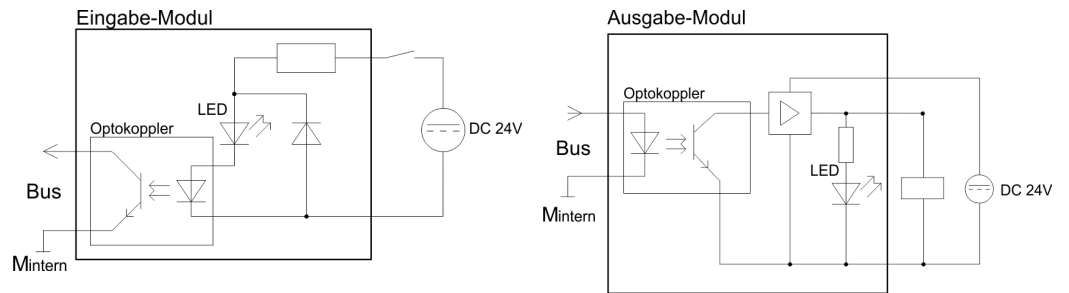 Eingabe-Modul
LED
Optokoppler
DC 24V
Bus
Mintern
Ausgabe-Modul
Optokoppler
Bus
LED
DC 24V
Mintern